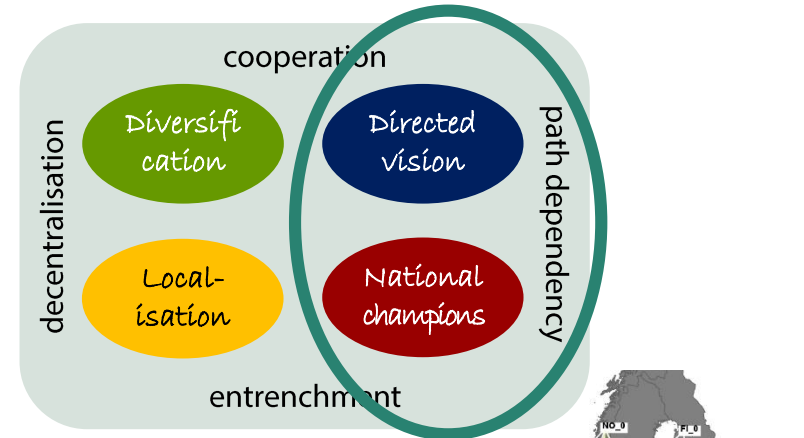 cooperation
decentralisation
Diversifi
cation
Directed
vision
path dependency
Local-
isation
National
champions
entrenchment
NO_0
FI_0